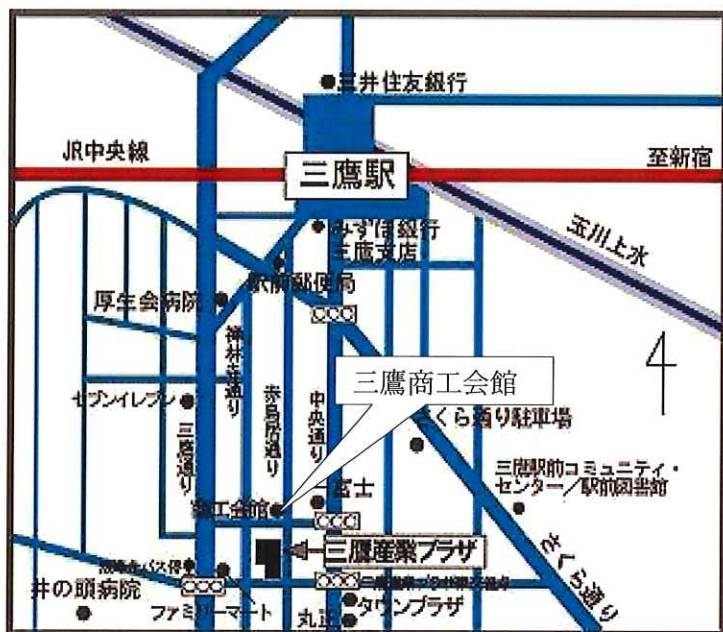 三井住友銀行
JR中央線
三鷹駅
至新宿
みずほ銀行
三鷹支店
玉川上水
駅前郵便局
厚生会病院
禅林寺通り
三鷹商工会館
セブンイレブン
三鷹通り
赤鳥居通り
中央通り
さくら通り駐車場
三鷹駅前コミュニティ・
センター/駅前図書館
富士
商工会館
さくら通り
三鷹産業プラザ
井の頭病院
ファミリーマート
タウンプラザ
丸正